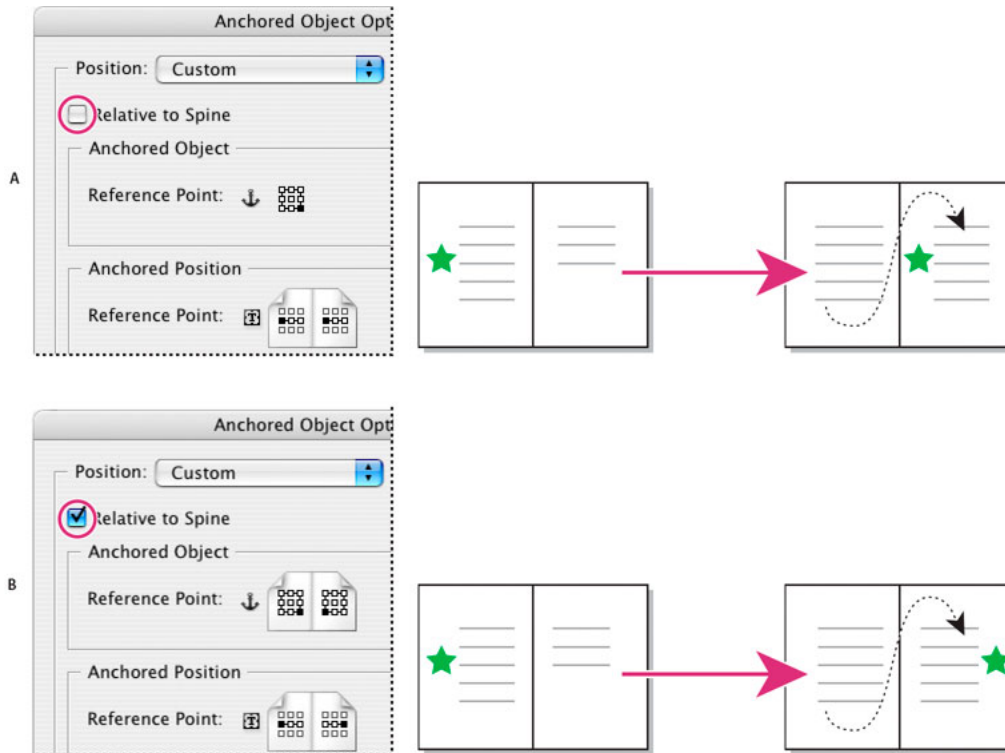 Anchored Object Opt
Position: Custom
Relative to Spine
Anchored Object
A
Reference Point:
Anchored Position
Reference Point:
Anchored Object Opt
Position: Custom
Relative to Spine
Anchored Object
B
Reference Point:
Anchored Position
Reference Point: